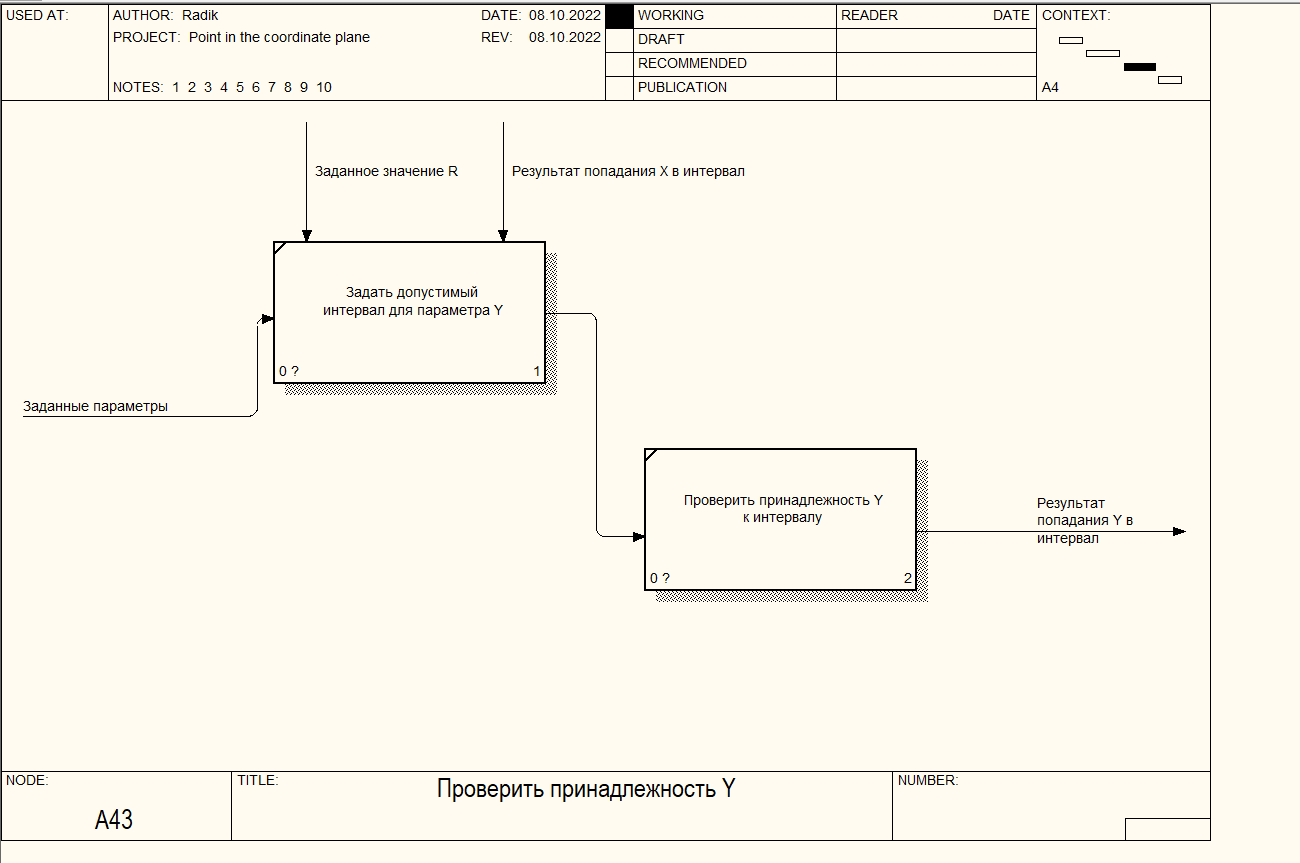 USED AT:
AUTHOR: Radik
DATE: 08.10.2022
PROJECT: Point in the coordinate plane
REV: 08.10.2022
NOTES: 1 2 3 4 5 6 7 8 9 10
WORKING
DRAFT
RECOMMENDED
PUBLICATION
READER
DATE
CONTEXT:
A4
Заданное значение R
Результат попадания X в интервал
Задать допустимый
интервал для параметра Y
0 ?
1
Заданные параметры
Проверить принадлежность Y
к интервалу
0 ?
2
Результат
попадания Y в
интервал
NODE:
A43
TITLE:
Проверить принадлежность Y
NUMBER: